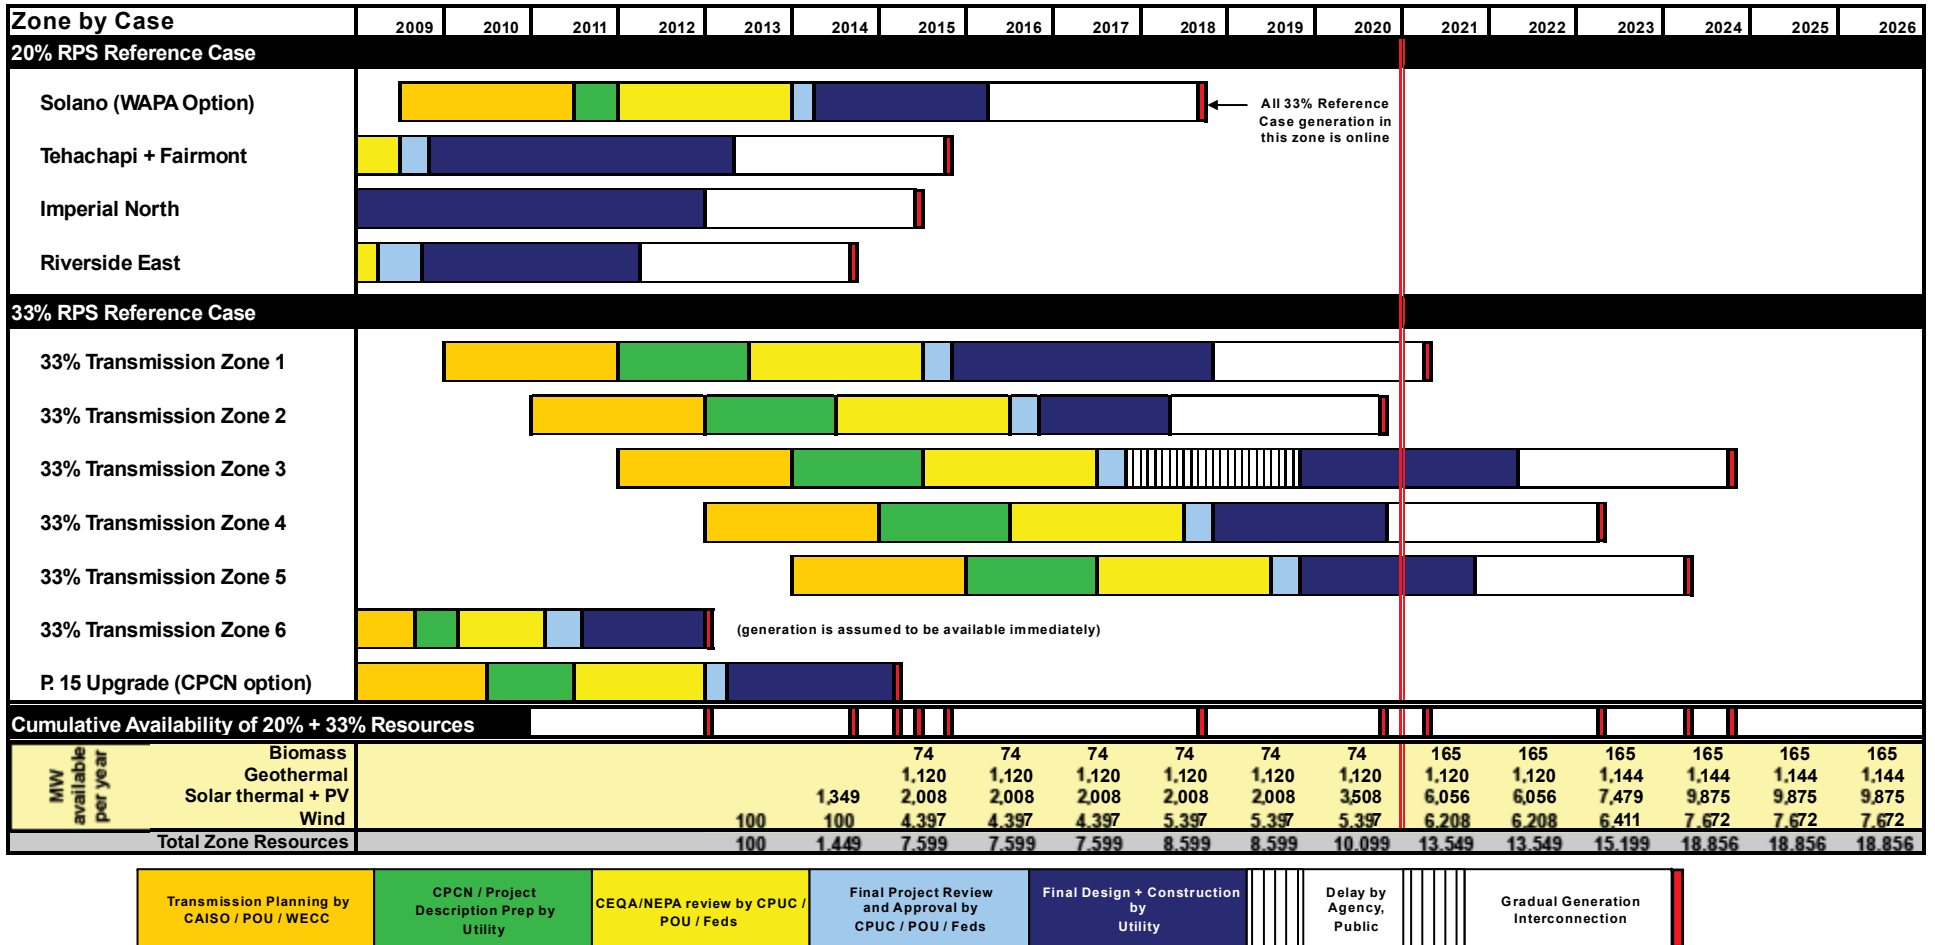 Zone by Case 2009 2010 2011 2012 2013 2014 2015 2016 2017 2018 2019 2020 2021 2022 2023 2024 2025 2026
20% RPS Reference Case
Solano (WAPA Option)
All 33% Reference
Case generation in
this zone is online
Tehachapi + Fairmont
Imperial North
Riverside East
33% RPS Reference Case
33% Transmission Zone 1
33% Transmission Zone 2
33% Transmission Zone 3
33% Transmission Zone 4
33% Transmission Zone 5
33% Transmission Zone 6 (generation is assumed to be available immediately)
P. 15 Upgrade (CPCN option)
Cumulative Availability of 20% + 33% Resources
MW
available
per year
Biomass 74 74 74 74 74 74 165 165 165 165 165 165
Geothermal 1,120 1,120 1,120 1,120 1,120 1,120 1,120 1,120 1,144 1,144 1,144 1,144
Solar thermal + PV 1,349 2,008 2,008 2,008 2,008 2,008 3,508 6,056 6,056 7,479 9,875 9,875 9,875
Wind 100 100 4,397 4,397 4,397 5,397 5,397 5,397 6,208 6,208 6,411 7,672 7,672 7,672
Total Zone Resources 100 1,449 7,599 7,599 7,599 8,599 8,599 10,099 13,549 13,549 15,199 18,856 18,856 18,856
Transmission Planning by
CAISO / POU / WECC
CPCN / Project
Description Prep by
Utility
CEQA/NEPA review by CPUC /
POU / Feds
Final Project Review
and Approval by
CPUC / POU / Feds
Final Design + Construction
by
Utility
Delay by
Agency,
Public
Gradual Generation
Interconnection